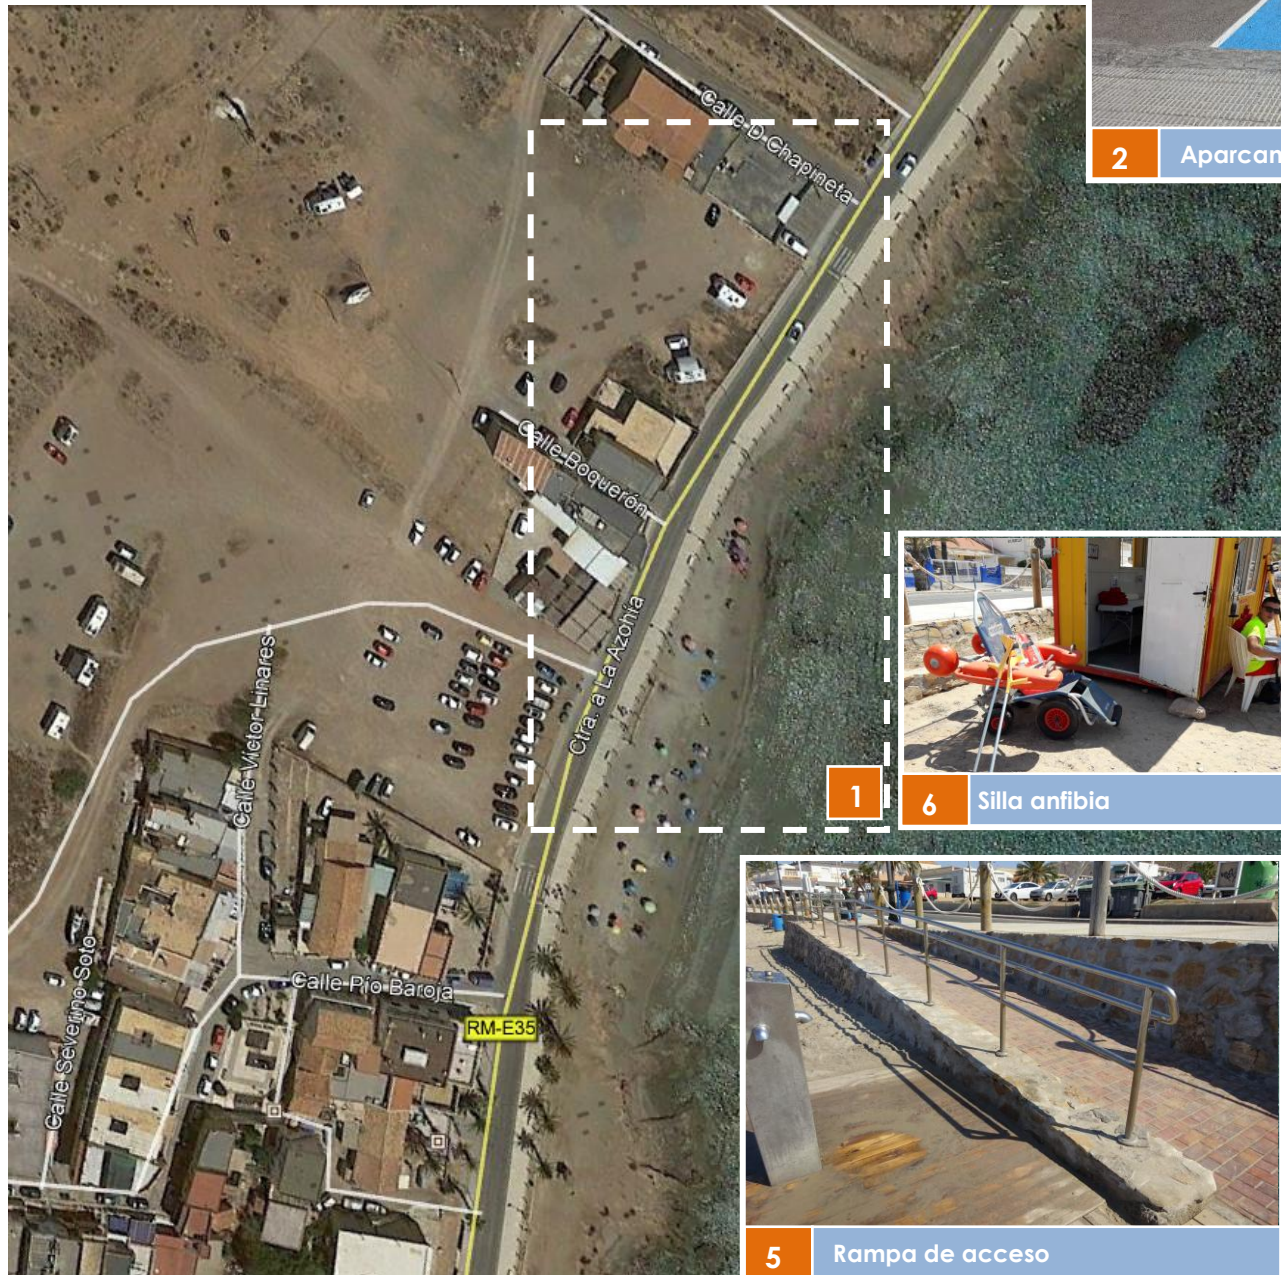 2
Aparcan
Calle D Chapineta
Calle Boquerón
Ctra. a La Azohía
Calle Víctor Linares
1
6
Silla anfibia
Calle Pío Baroja
Calle Severino Soto
RM-E35
5
Rampa de acceso